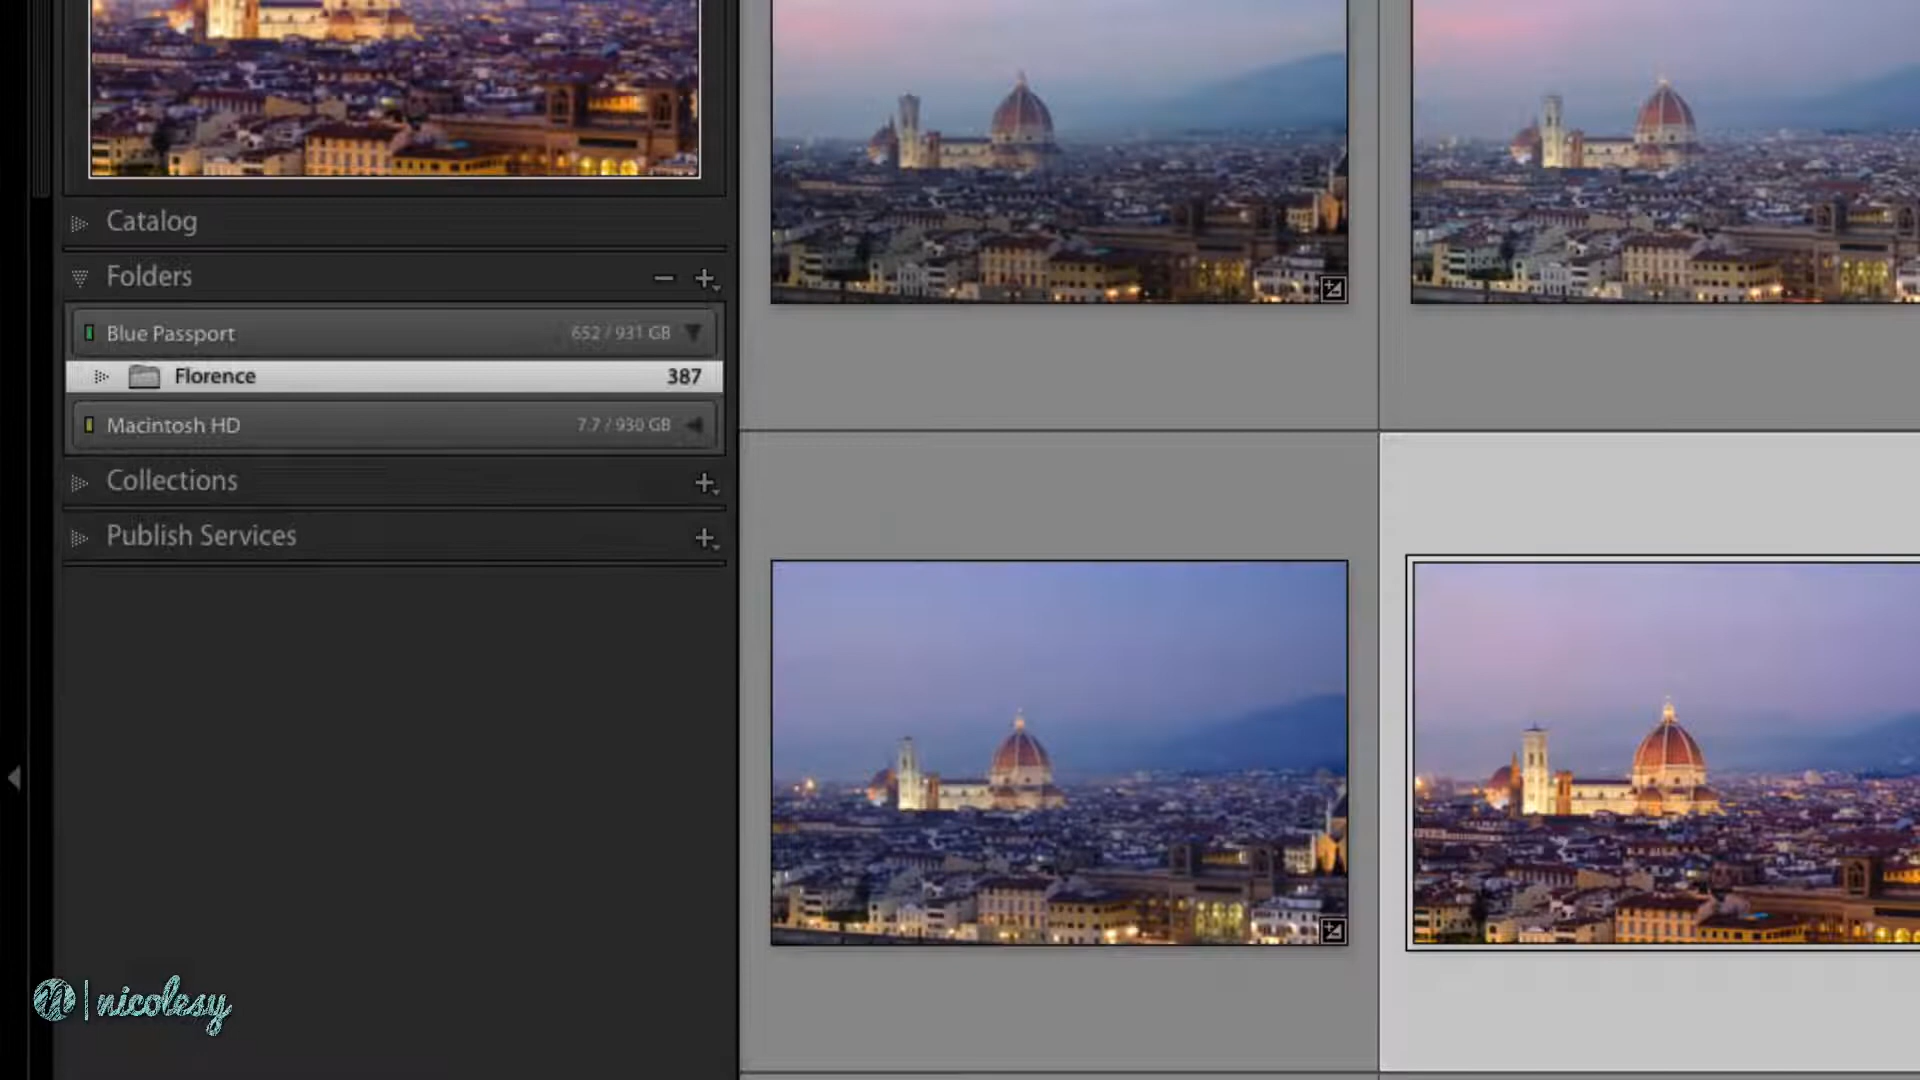 Catalog
Folders
Blue Passport 652 / 931 GB
Florence 387
Macintosh HD 7.7 / 930 GB
Collections
Publish Services
n | nicolesy